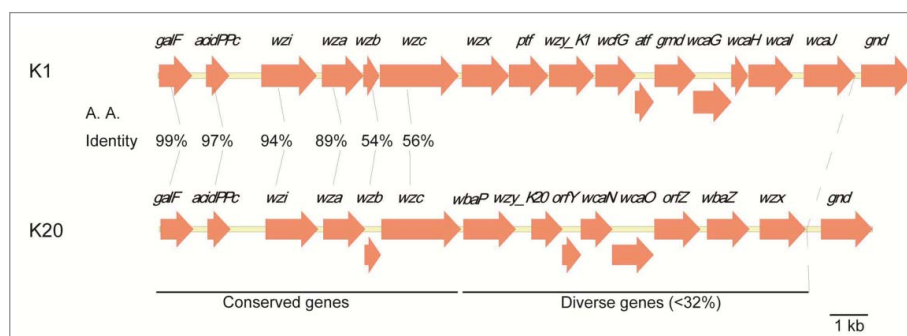 galF acidPPc wzi wza wzb wzc wzx ptf wzy_K1 wcfG atf gmd wcaG wcaH wcaI wcaJ gnd
K1
A. A.
Identity 99% 97% 94% 89% 54% 56%
galF acidPPc wzi wza wzb wzc wbaP wzy_K20 orfY wcaN wcaO orfZ wbaZ wzx gnd
K20
Conserved genes Diverse genes (<32%)
1 kb